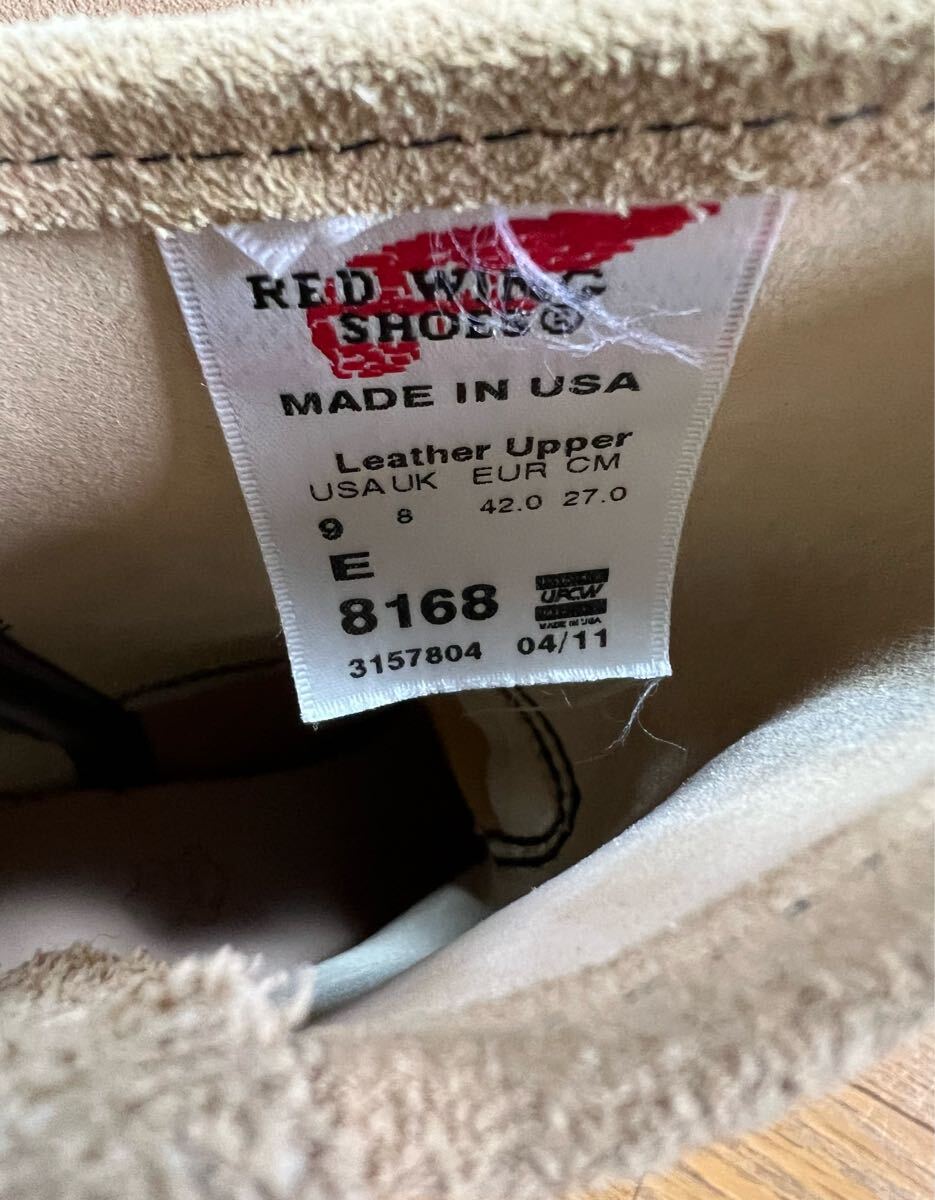 RED WING
SHOES®
MADE IN USA
Leather Upper
USA UK EUR CM
9 8 42.0 27.0
E
8168 UFCW
MADE IN USA
3157804 04/11